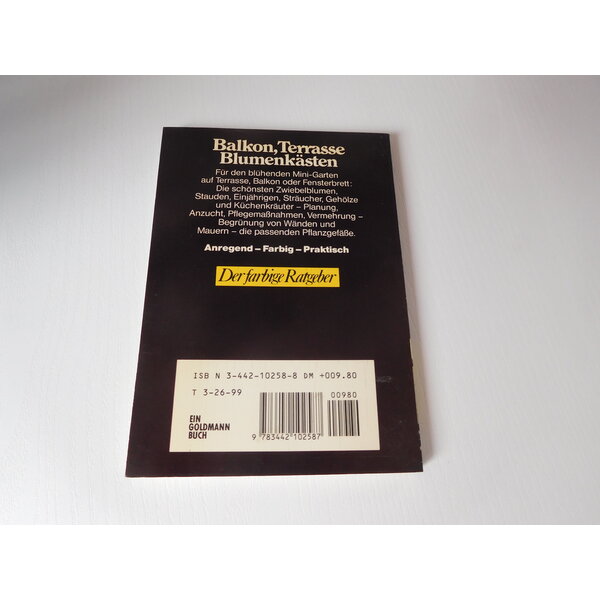 Balkon, Terrasse
Blumenkästen
Für den blühenden Mini-Garten
auf Terrasse, Balkon oder Fensterbrett:
Die schönsten Zwiebelblumen,
Stauden, Einjährigen, Sträucher, Gehölze
und Küchenkräuter – Planung,
Anzucht, Pflegemaßnahmen, Vermehrung –
Begrünung von Wänden und
Mauern – die passenden Pflanzgefäße.
Anregend – Farbig – Praktisch
Der farbige Ratgeber
ISB N 3-442-10258-8 DM +009.80
T 3-26-99
00980
EIN
GOLDMANN
BUCH
9 783442 102587